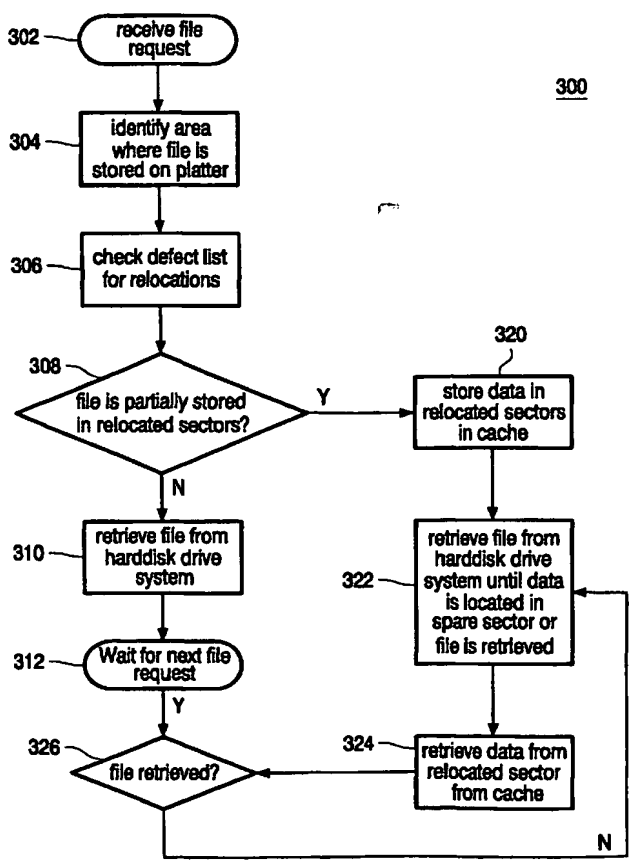 302
receive file
request
300
304
identify area
where file is
stored on platter
306
check defect list
for relocations
308
file is partially stored
in relocated sectors?
Y
N
320
store data in
relocated sectors
in cache
310
retrieve file from
harddisk drive
system
322
retrieve file from
harddisk drive
system until data
is located in
spare sector or
file is retrieved
312
Wait for next file
request
Y
326
file retrieved?
324
retrieve data from
relocated sector
from cache
N